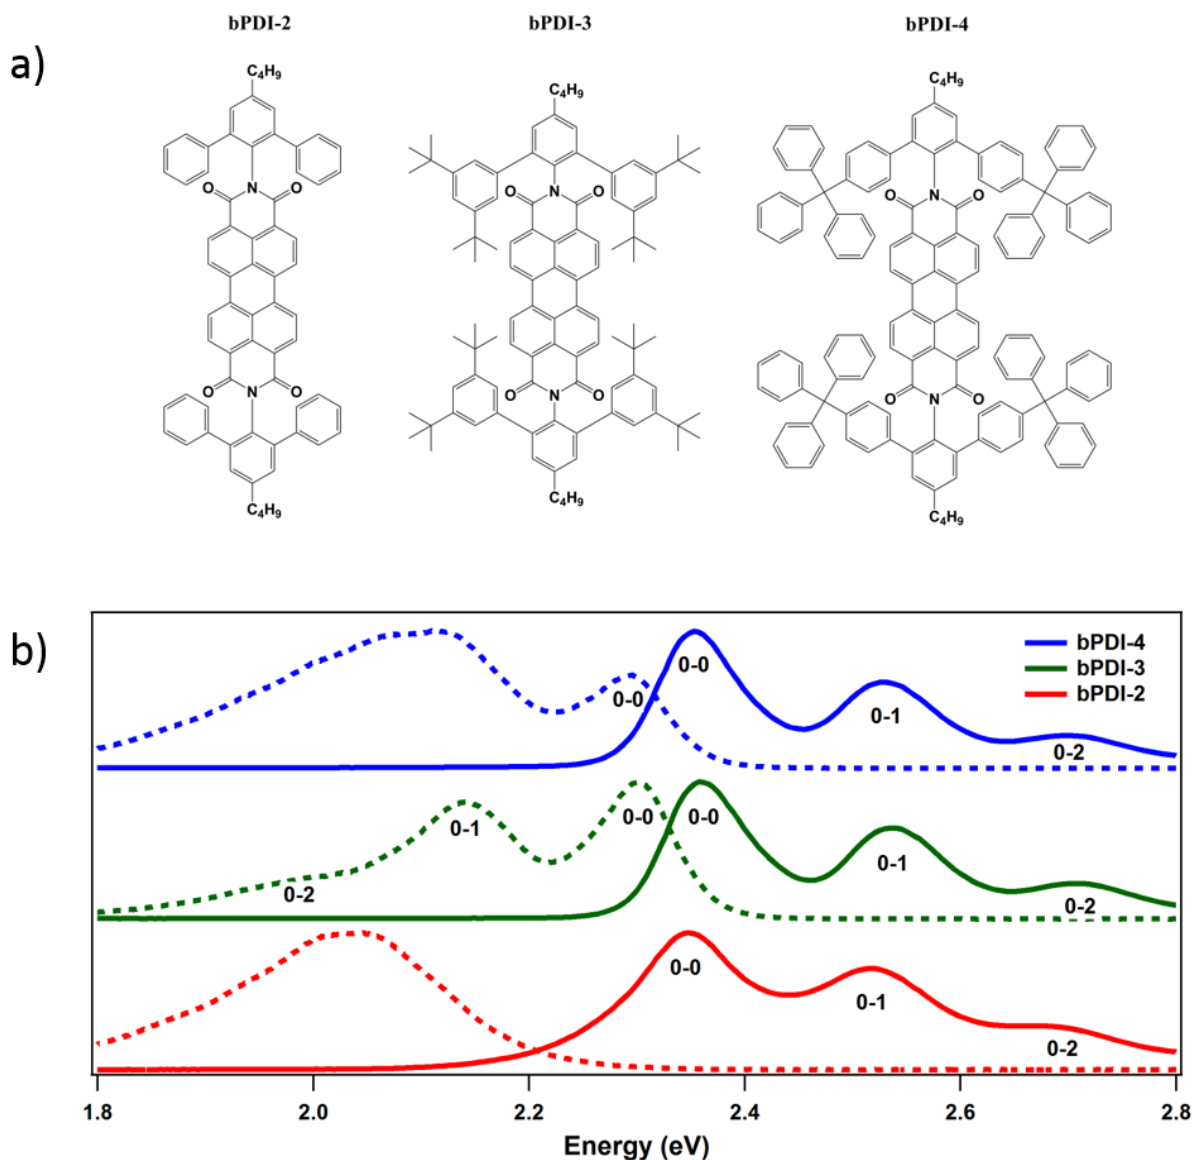 bPDI-2 bPDI-3 bPDI-4
a)
C₄H₉ C₄H₉ C₄H₉
O N O O N O O N O
O N O O N O O N O
C₄H₉ C₄H₉ C₄H₉
b)
bPDI-4
bPDI-3
bPDI-2
0-0 0-0 0-1 0-2
0-2 0-1 0-0 0-0 0-1 0-2
0-0 0-1 0-2
1.8 2.0 2.2 2.4 2.6 2.8
Energy (eV)